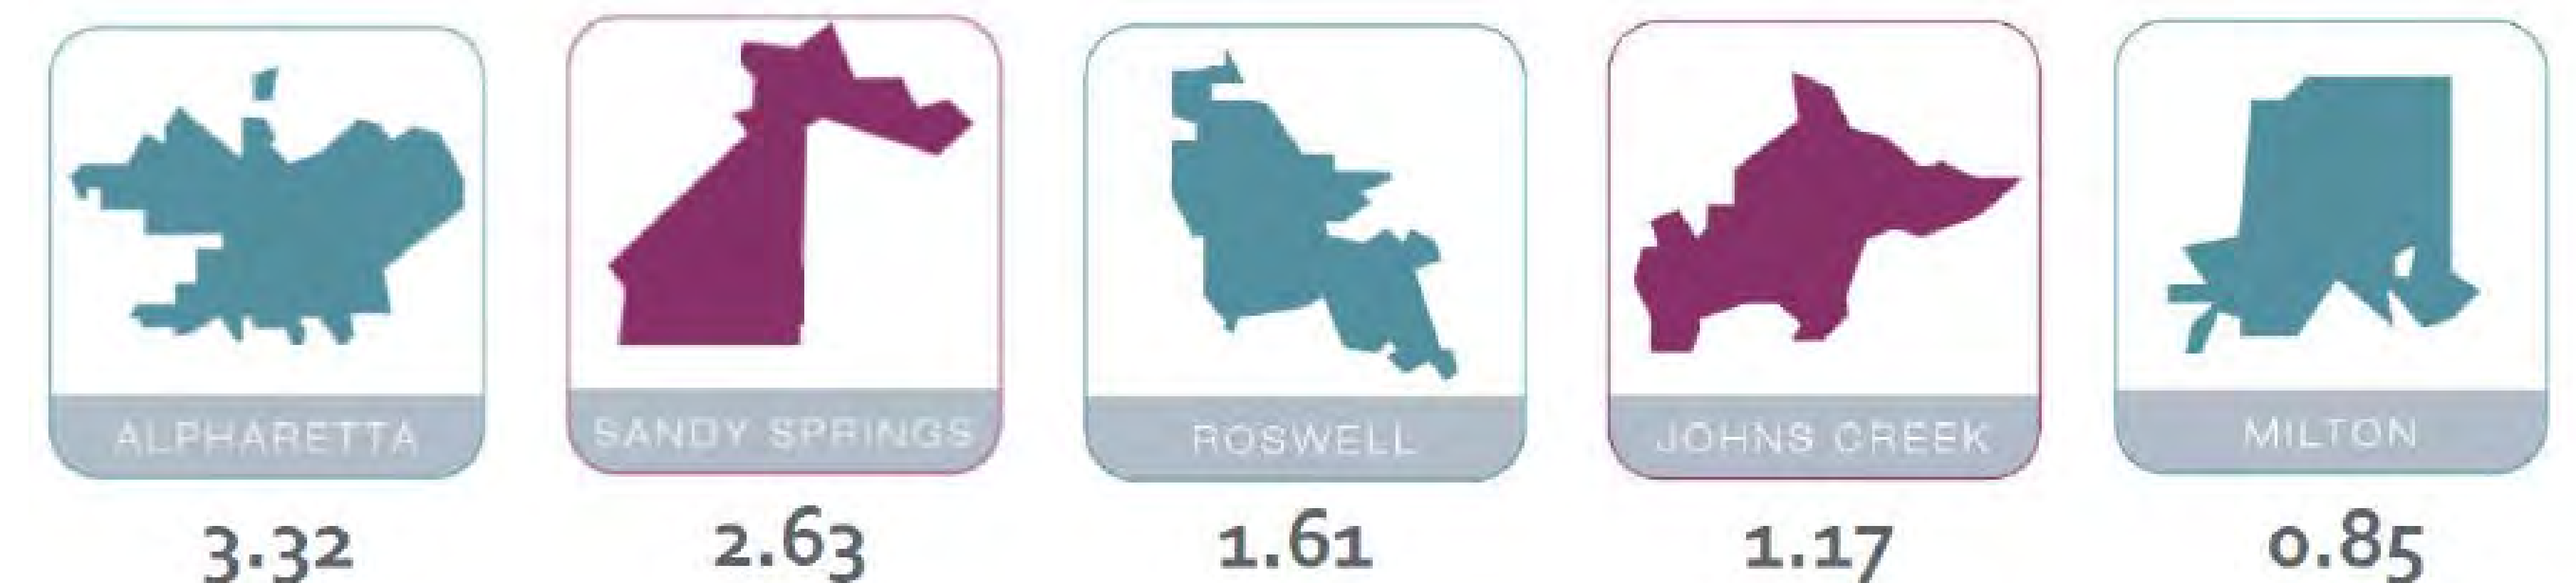 ALPHARETTA
SANDY SPRINGS
ROSWELL
JOHNS CREEK
MILTON
3.32
2.63
1.61
1.17
0.85